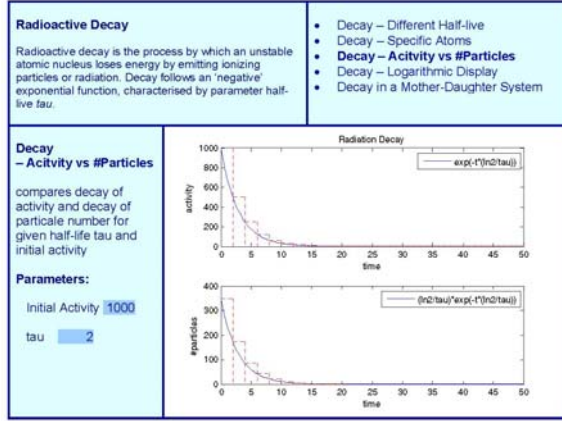 Radioactive Decay
Radioactive decay is the process by which an unstable
atomic nucleus loses energy by emitting ionizing
particles or radiation. Decay follows an 'negative'
exponential function, characterised by parameter half-
live tau.
• Decay – Different Half-live
• Decay – Specific Atoms
• Decay – Acitvity vs #Particles
• Decay – Logarithmic Display
• Decay in a Mother-Daughter System
Decay
– Acitvity vs #Particles
compares decay of
activity and decay of
particale number for
given half-life tau and
initial activity
Parameters:
Initial Activity 1000
tau 2
Radiation Decay
exp(-t*(ln2/tau))
activity
1000
800
600
400
200
0
0 5 10 15 20 25 30 35 40 45 50
time
(ln2/tau)*exp(-t*(ln2/tau))
#particles
400
300
200
100
0
0 5 10 15 20 25 30 35 40 45 50
time